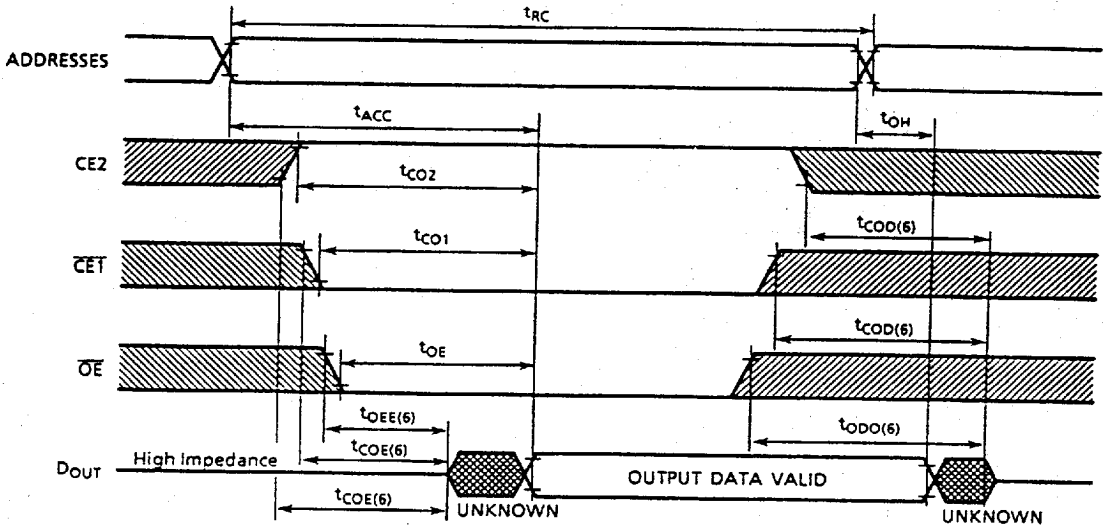 tRC
ADDRESSES
tACC
tOH
CE2
tCO2
tCOD(6)
CE1
tCO1
tCOD(6)
OE
tOE
tOEE(6)
tODO(6)
tCOE(6)
DOUT
High Impedance
OUTPUT DATA VALID
tCOE(6)
UNKNOWN
UNKNOWN